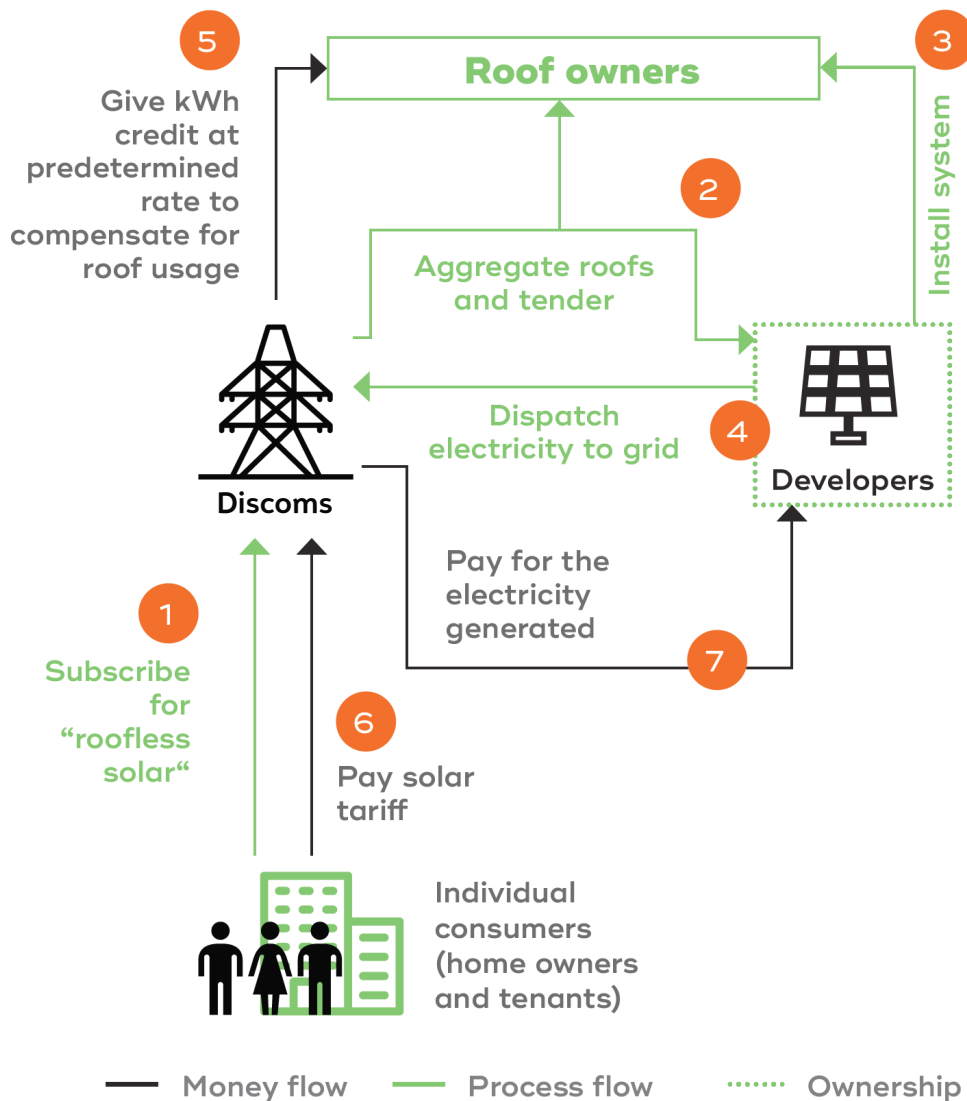 5
Give kWh
credit at
predetermined
rate to
compensate for
roof usage
Roof owners
3
Install system
2
Aggregate roofs
and tender
Dispatch
electricity to grid
4
Developers
Discoms
Pay for the
electricity
generated
7
1
Subscribe
for
“roofless
solar“
6
Pay solar
tariff
Individual
consumers
(home owners
and tenants)
Money flow
Process flow
Ownership